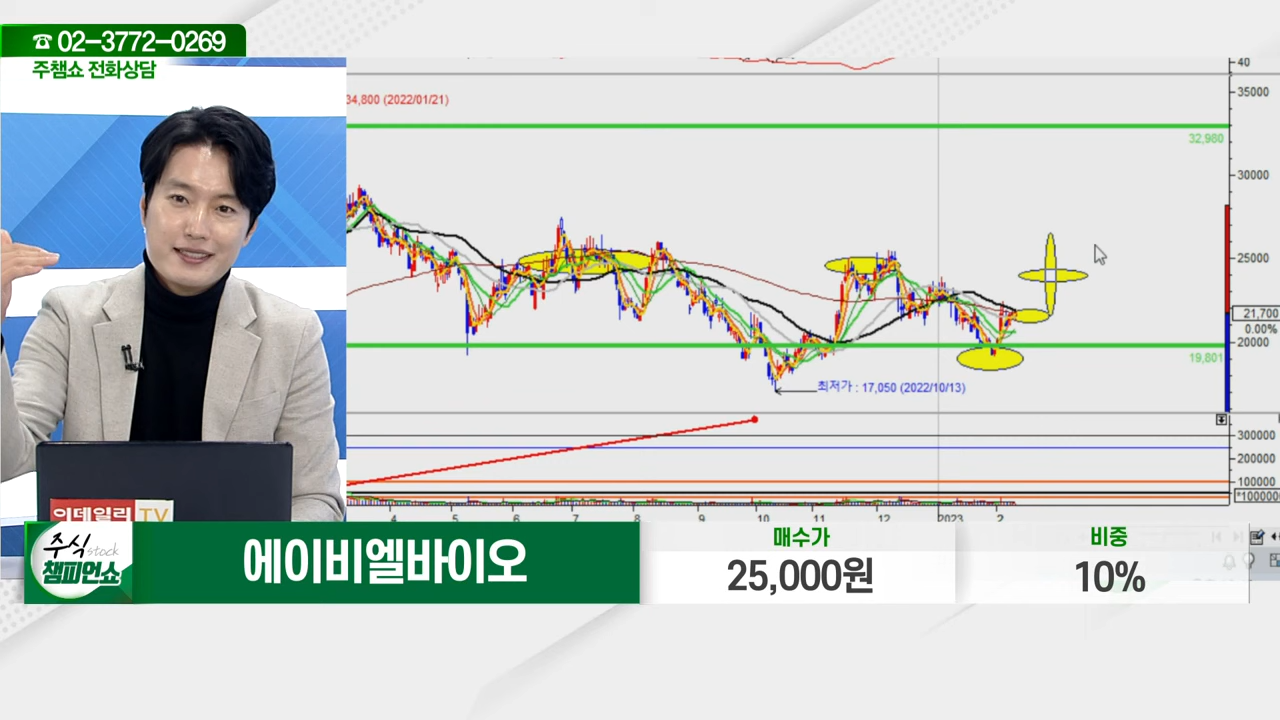 ☎ 02-3772-0269
주챔쇼 전화상담
34,800 (2022/01/21)
40
35000
32,980
30000
25000
21,700
0.00%
20000
19,801
최저가 : 17,050 (2022/10/13)
300000
200000
100000
*100000
4 5 6 7 8 9 10 11 12 2023 2
이데일리 TV
주식 stock
챔피언쇼
에이비엘바이오
매수가
25,000원
비중
10%